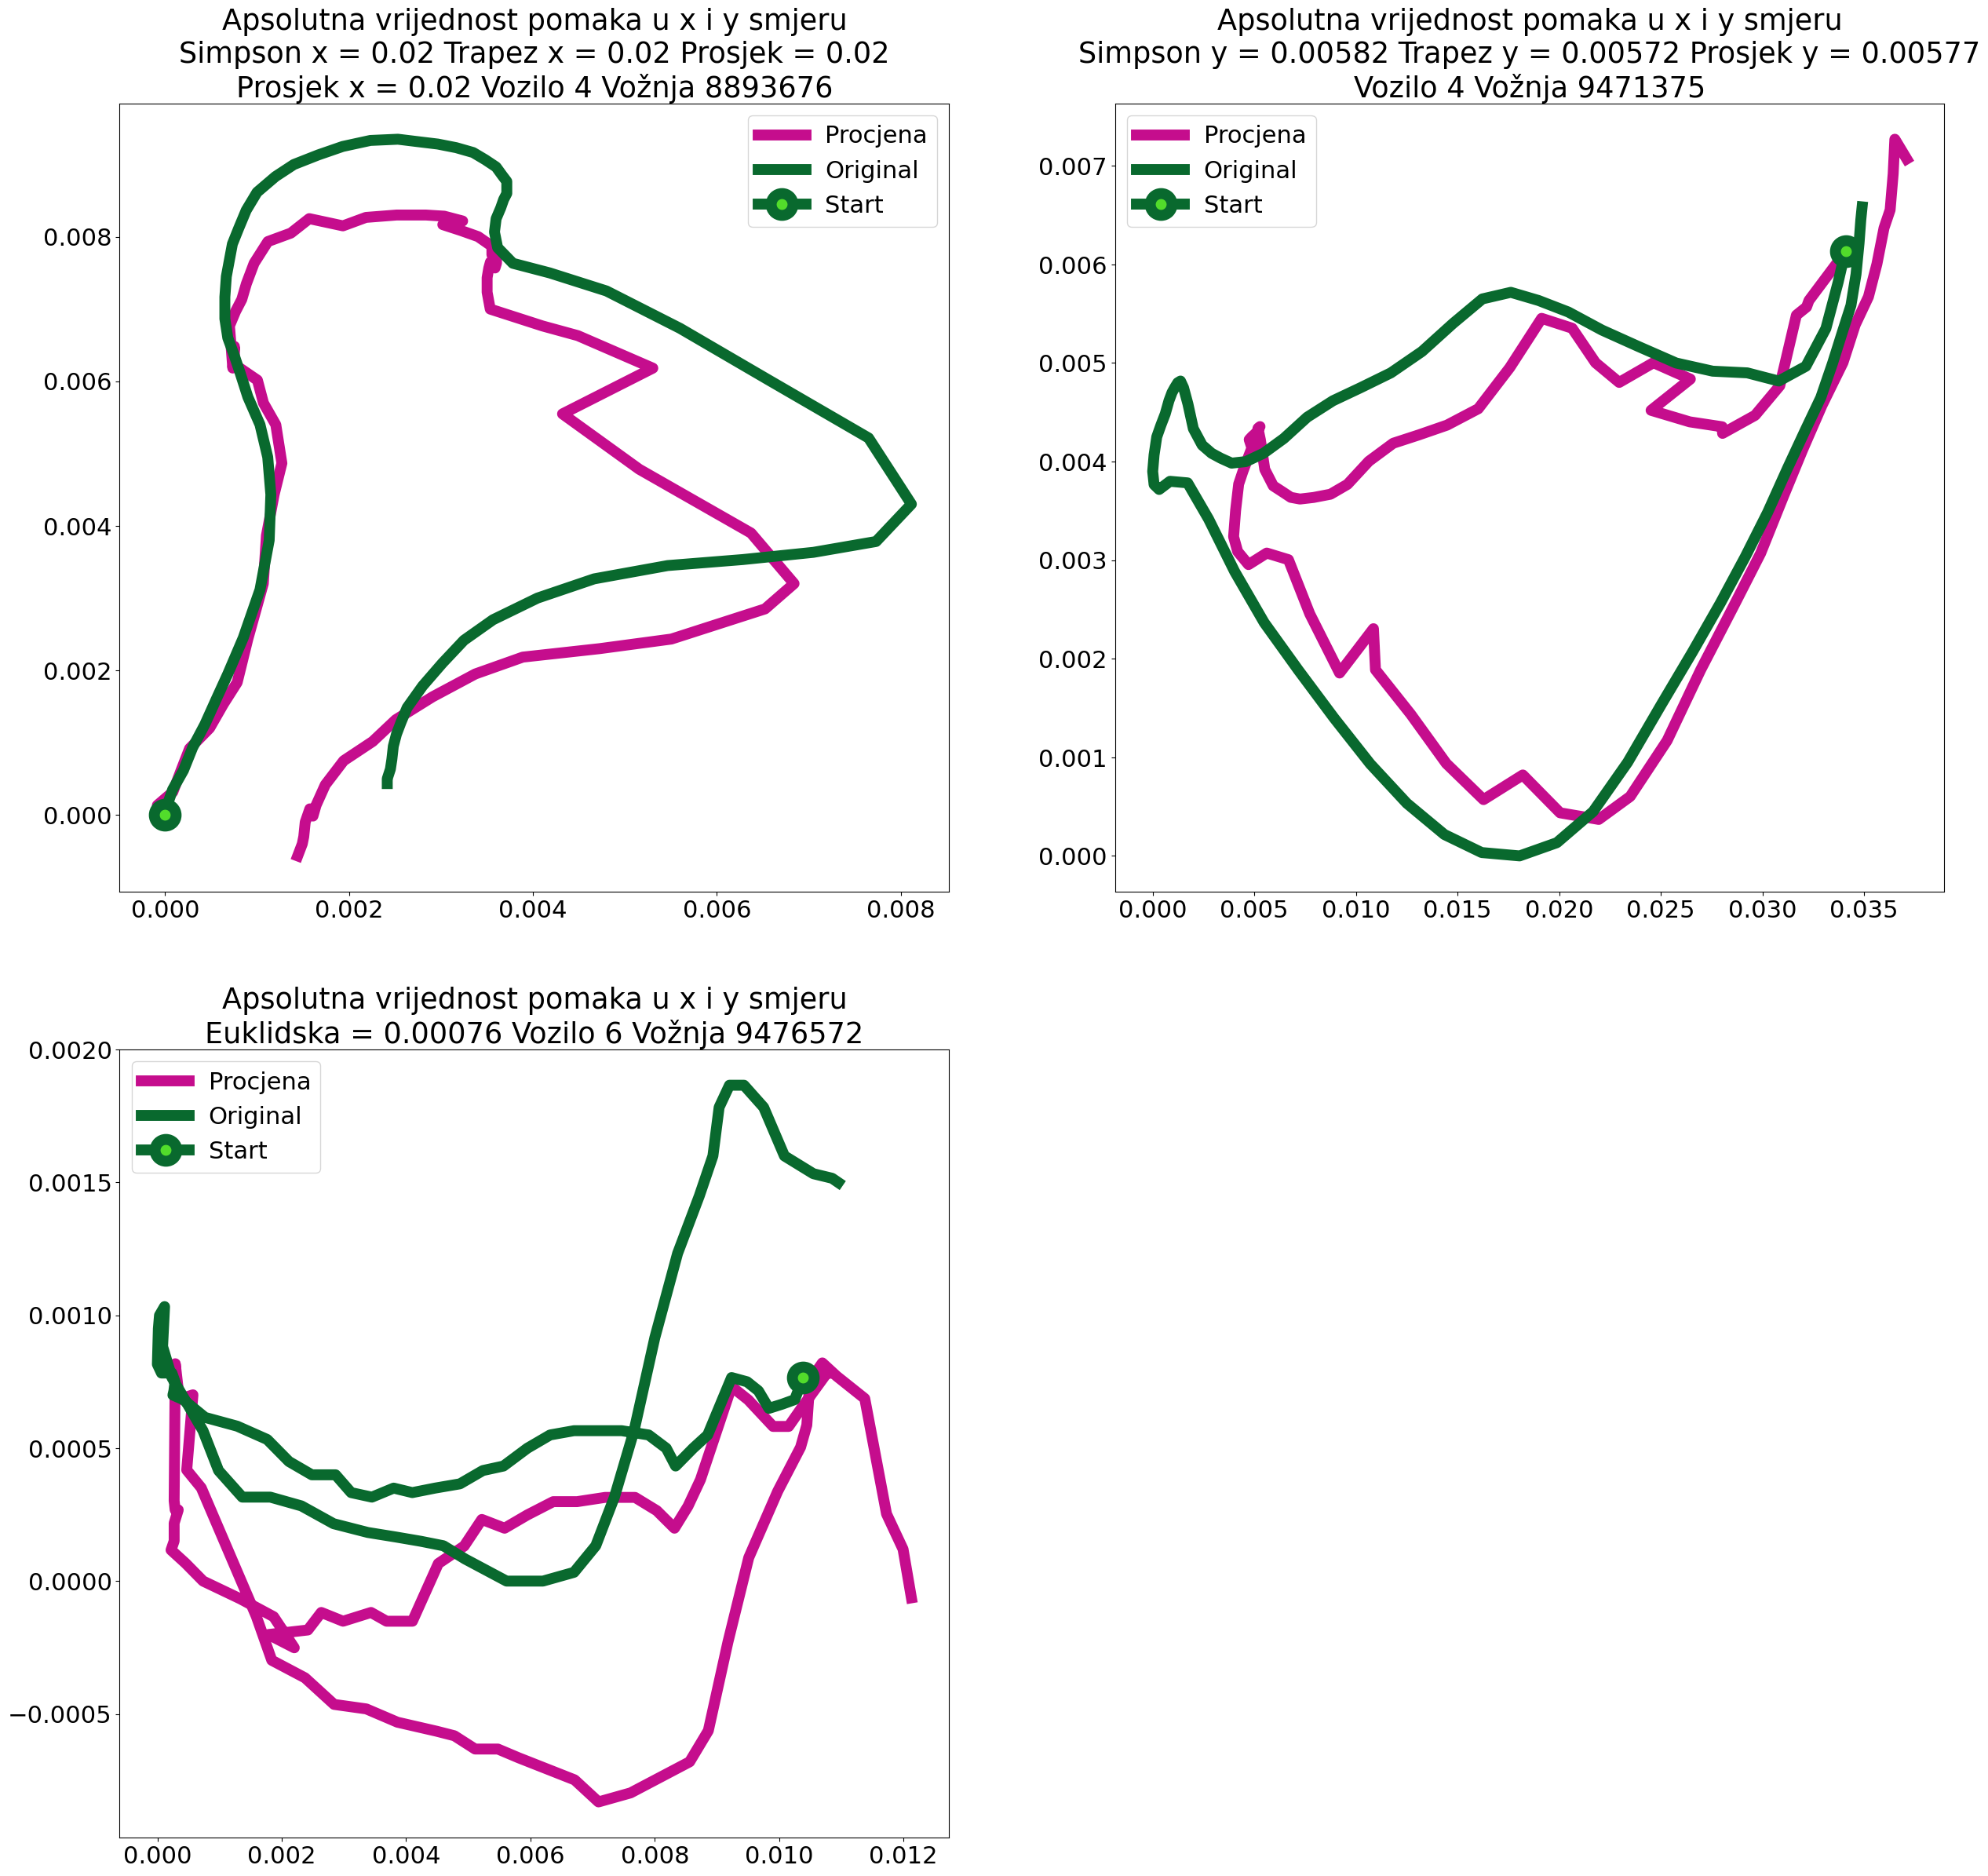 Apsolutna vrijednost pomaka u x i y smjeru
Simpson x = 0.02 Trapez x = 0.02 Prosjek = 0.02
Prosjek x = 0.02 Vozilo 4 Vožnja 8893676
Procjena
Original
Start
0.008
0.006
0.004
0.002
0.000
0.000 0.002 0.004 0.006 0.008
Apsolutna vrijednost pomaka u x i y smjeru
Simpson y = 0.00582 Trapez y = 0.00572 Prosjek y = 0.00577
Vozilo 4 Vožnja 9471375
Procjena
Original
Start
0.007
0.006
0.005
0.004
0.003
0.002
0.001
0.000
0.000 0.005 0.010 0.015 0.020 0.025 0.030 0.035
Apsolutna vrijednost pomaka u x i y smjeru
Euklidska = 0.00076 Vozilo 6 Vožnja 9476572
Procjena
Original
Start
0.0020
0.0015
0.0010
0.0005
0.0000
−0.0005
0.000 0.002 0.004 0.006 0.008 0.010 0.012